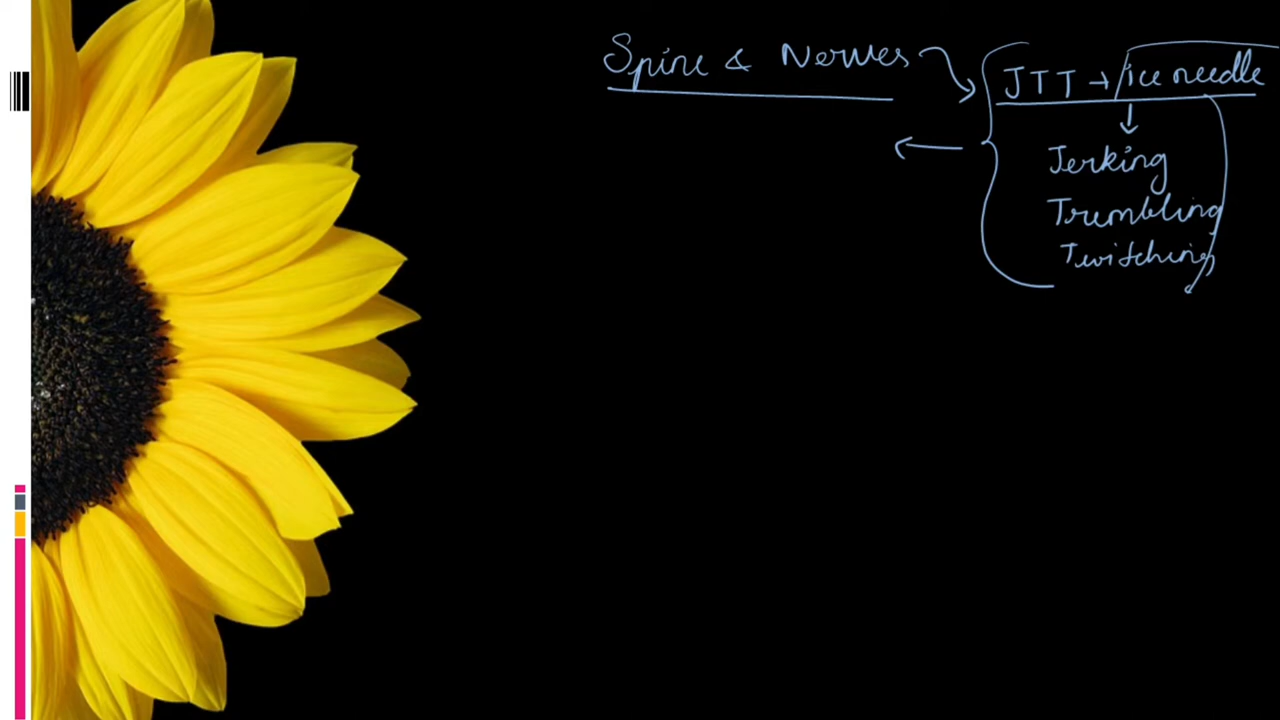 Spine & Nerves
JTT → ice needle
Jerking
Trembling
Twitching